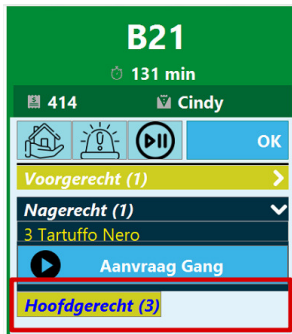 B21
131 min
414 Cindy
OK
Voorgerecht (1)
Nagerecht (1)
3 Tartuffo Nero
Aanvraag Gang
Hoofdgerecht (3)